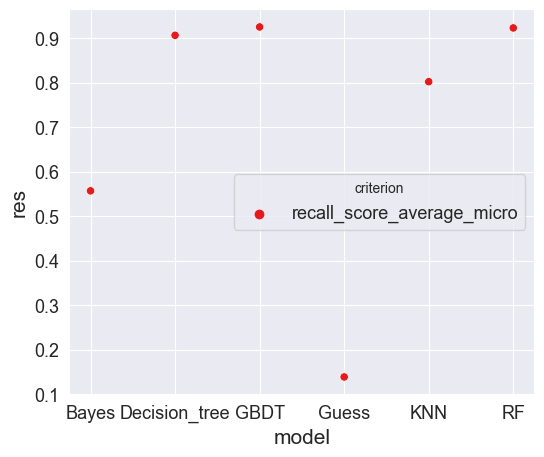 0.9
0.8
0.7
0.6
0.5
0.4
0.3
0.2
0.1
res
criterion
recall_score_average_micro
Bayes Decision_tree GBDT Guess KNN RF
model